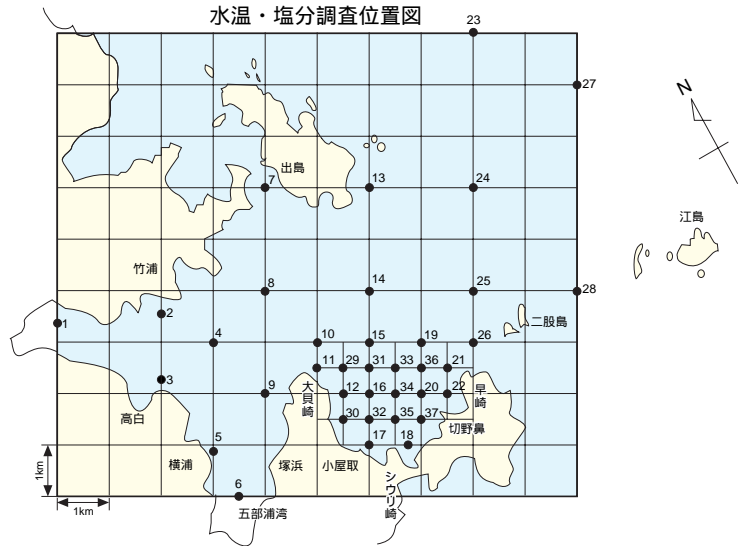 水温・塩分調査位置図
23
27
N
出島
7
13
24
江島
竹浦
8
14
25
28
1
2
二股島
4
10
15
19
26
11
29
31
33
36
21
3
9
大貝崎
12
16
34
20
22
早崎
高白
30
32
35
37
切野鼻
5
17
18
横浦
塚浜
小屋取
1km
シウリ崎
6
1km
五部浦湾